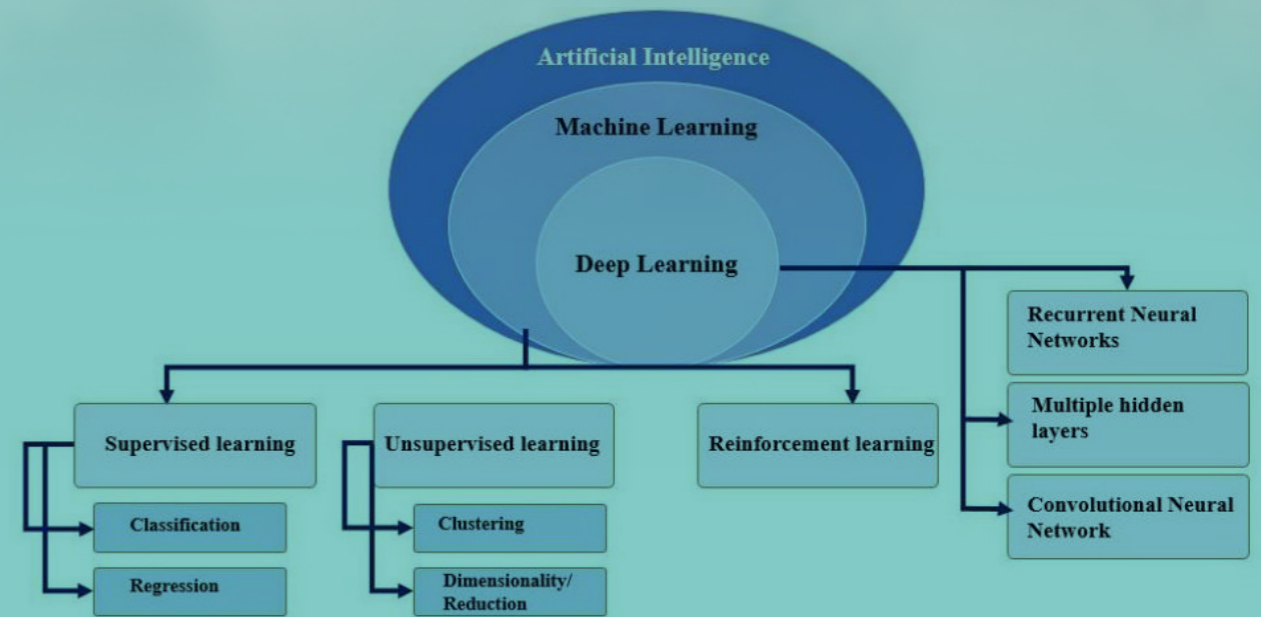 Artificial Intelligence
Machine Learning
Deep Learning
Recurrent Neural
Networks
Multiple hidden
layers
Convolutional Neural
Network
Supervised learning
Classification
Regression
Unsupervised learning
Clustering
Dimensionality/
Reduction
Reinforcement learning